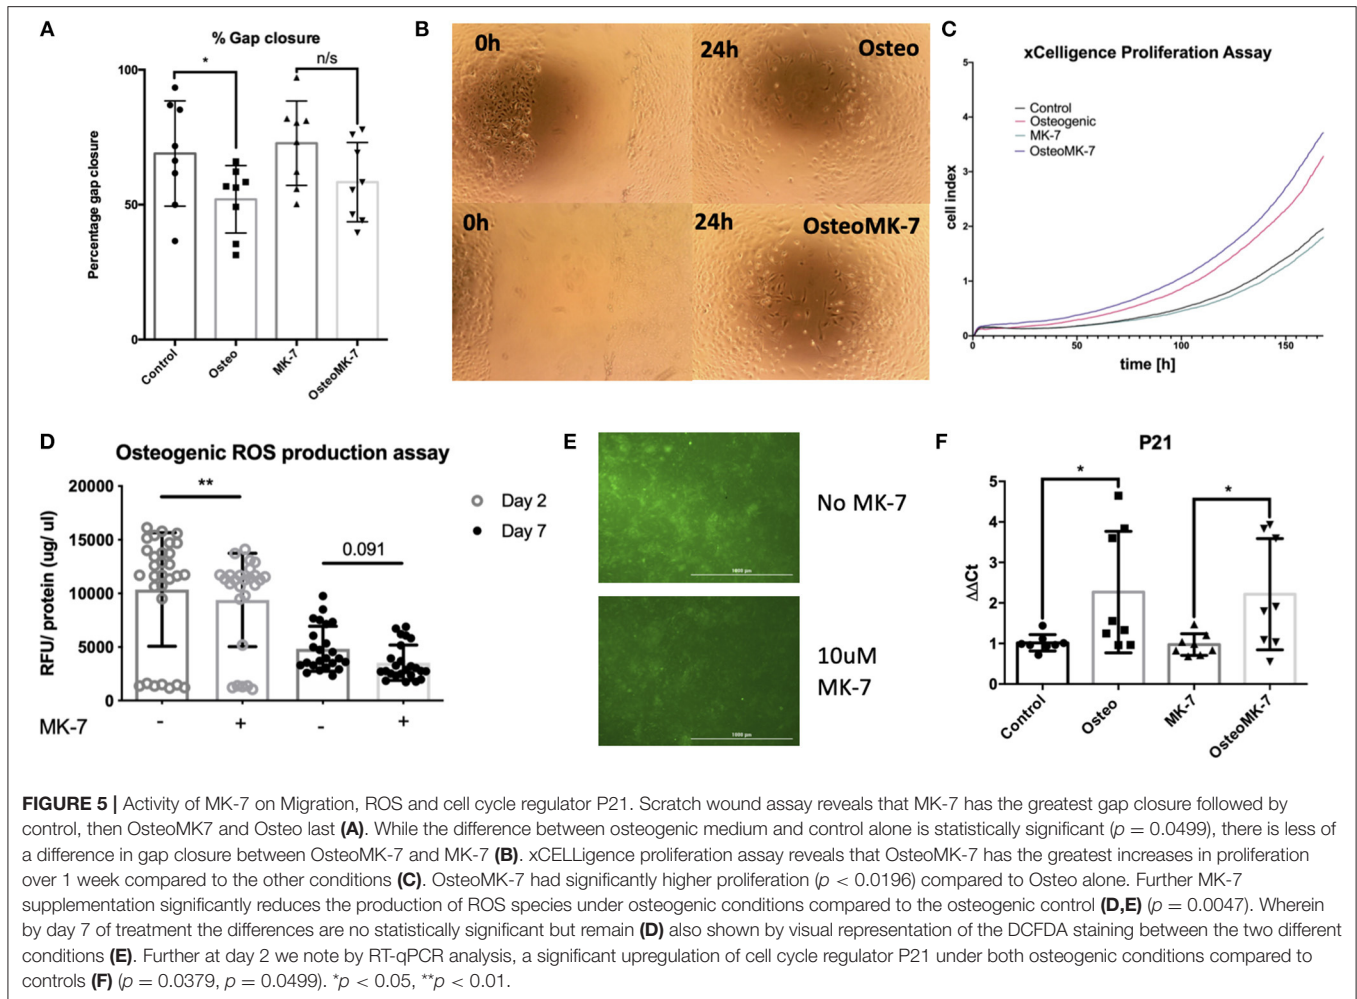 A
% Gap closure
*
n/s
100
50
0
Percentage gap closure
Control
Osteo
MK-7
OsteoMK-7
B
0h
24h
Osteo
0h
24h
OsteoMK-7
C
xCelligence Proliferation Assay
5
4
3
2
1
0
cell index
Control
Osteogenic
MK-7
OsteoMK-7
0
50
100
150
time [h]
D
Osteogenic ROS production assay
20000
15000
10000
5000
0
RFU/ protein (ug/ ul)
**
0.091
Day 2
Day 7
MK-7
-
+
-
+
E
No MK-7
10uM
MK-7
F
P21
*
*
5
4
3
2
1
0
ΔΔCt
Control
Osteo
MK-7
OsteoMK-7
FIGURE 5 | Activity of MK-7 on Migration, ROS and cell cycle regulator P21. Scratch wound assay reveals that MK-7 has the greatest gap closure followed by
control, then OsteoMK7 and Osteo last (A). While the difference between osteogenic medium and control alone is statistically significant (p = 0.0499), there is less of
a difference in gap closure between OsteoMK-7 and MK-7 (B). xCELLigence proliferation assay reveals that OsteoMK-7 has the greatest increases in proliferation
over 1 week compared to the other conditions (C). OsteoMK-7 had significantly higher proliferation (p < 0.0196) compared to Osteo alone. Further MK-7
supplementation significantly reduces the production of ROS species under osteogenic conditions compared to the osteogenic control (D,E) (p = 0.0047). Wherein
by day 7 of treatment the differences are no statistically significant but remain (D) also shown by visual representation of the DCFDA staining between the two different
conditions (E). Further at day 2 we note by RT-qPCR analysis, a significant upregulation of cell cycle regulator P21 under both osteogenic conditions compared to
controls (F) (p = 0.0379, p = 0.0499). *p < 0.05, **p < 0.01.